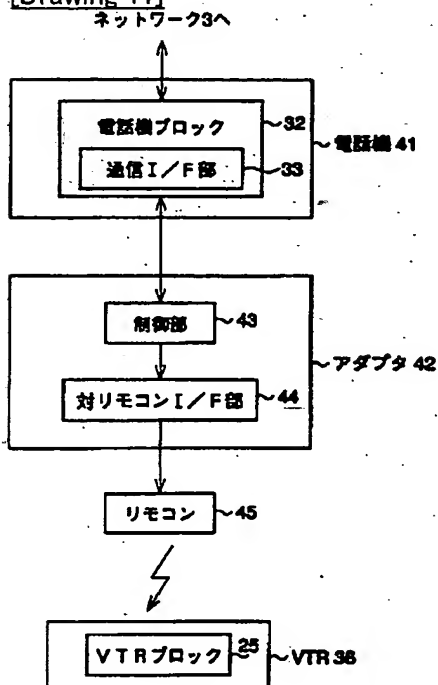 [Drawing 11]
ネットワーク3へ
電話機ブロック ~32
通信I/F部 ~33
~電話機 41
制御部 ~43
~アダプタ 42
対リモコンI/F部 ~44
リモコン ~45
VTRブロック 25
~VTR 36